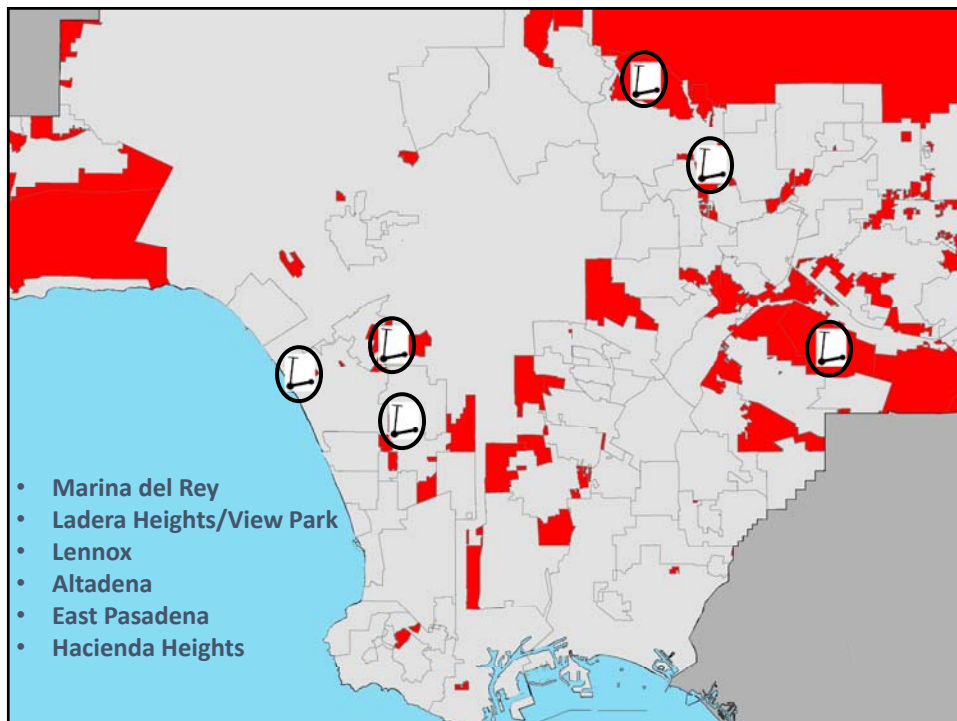 • Marina del Rey
• Ladera Heights/View Park
• Lennox
• Altadena
• East Pasadena
• Hacienda Heights